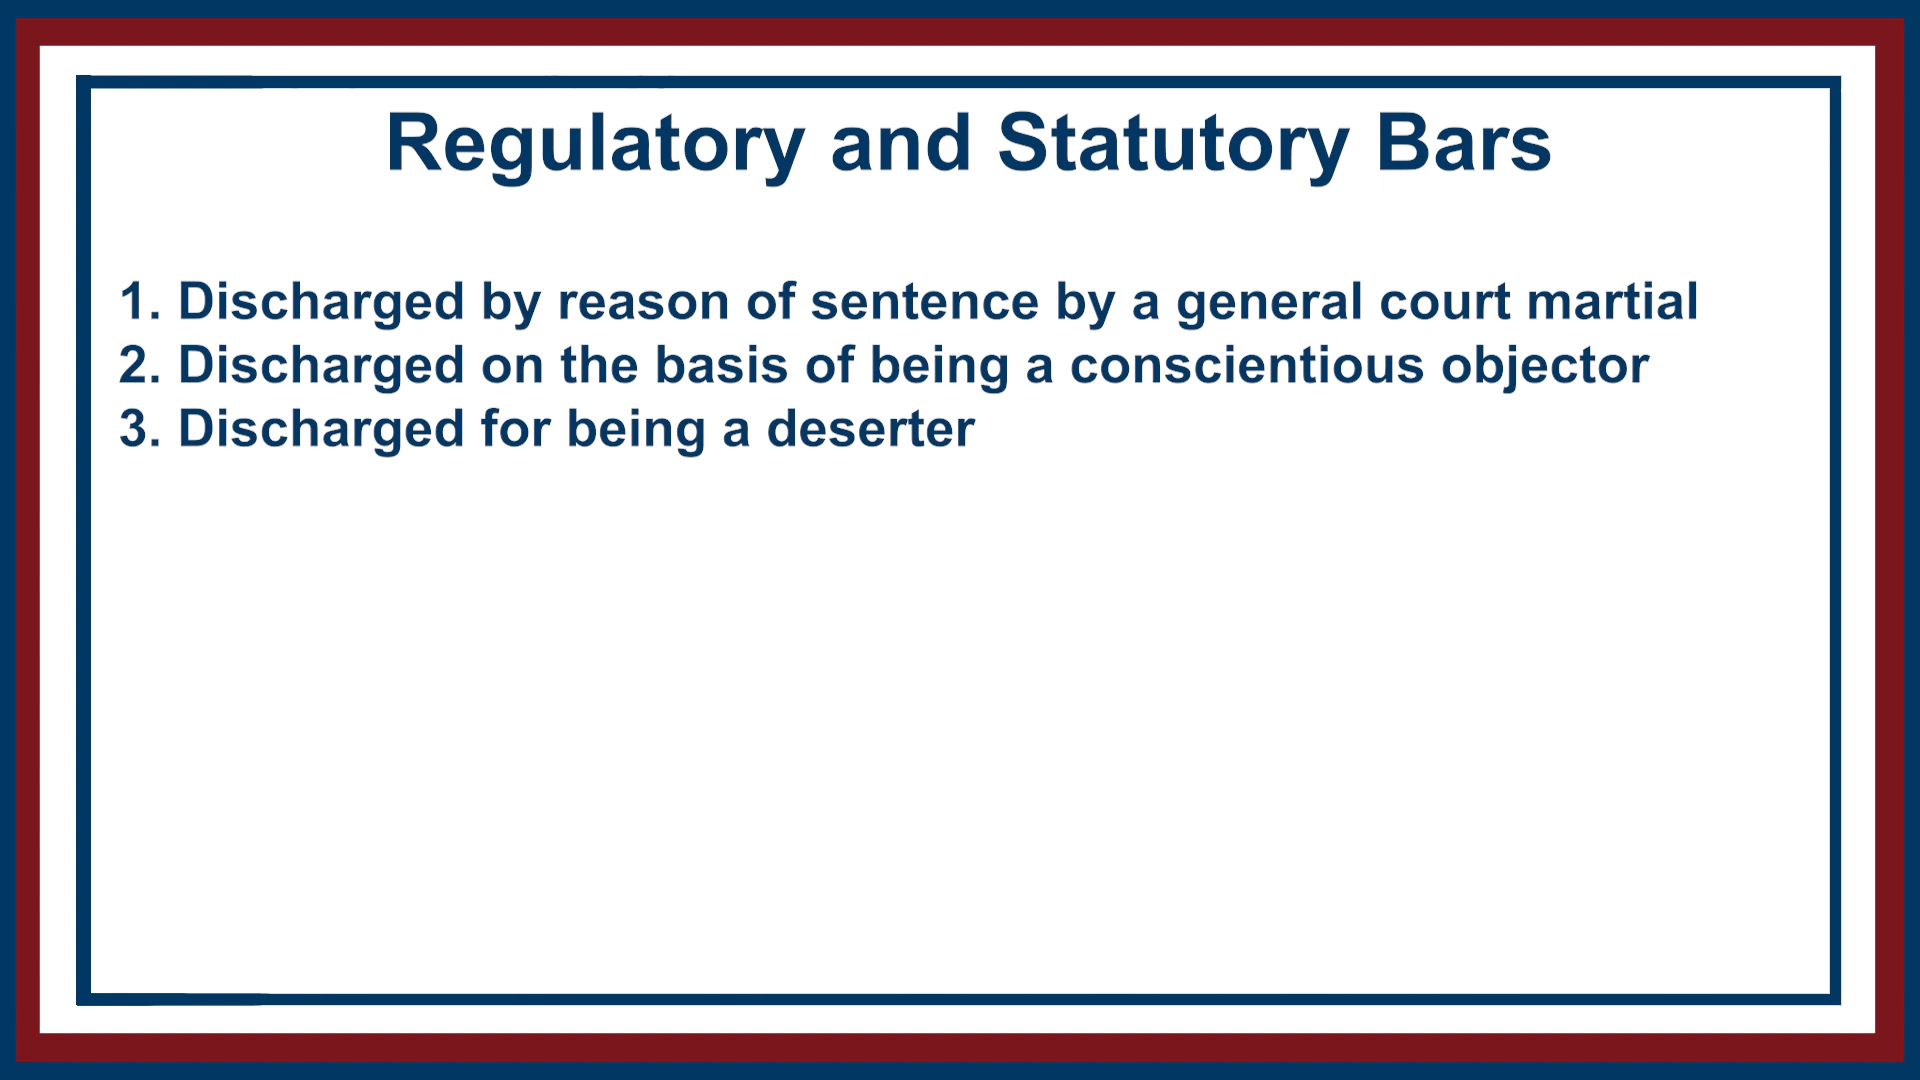 Regulatory and Statutory Bars
1. Discharged by reason of sentence by a general court martial
2. Discharged on the basis of being a conscientious objector
3. Discharged for being a deserter